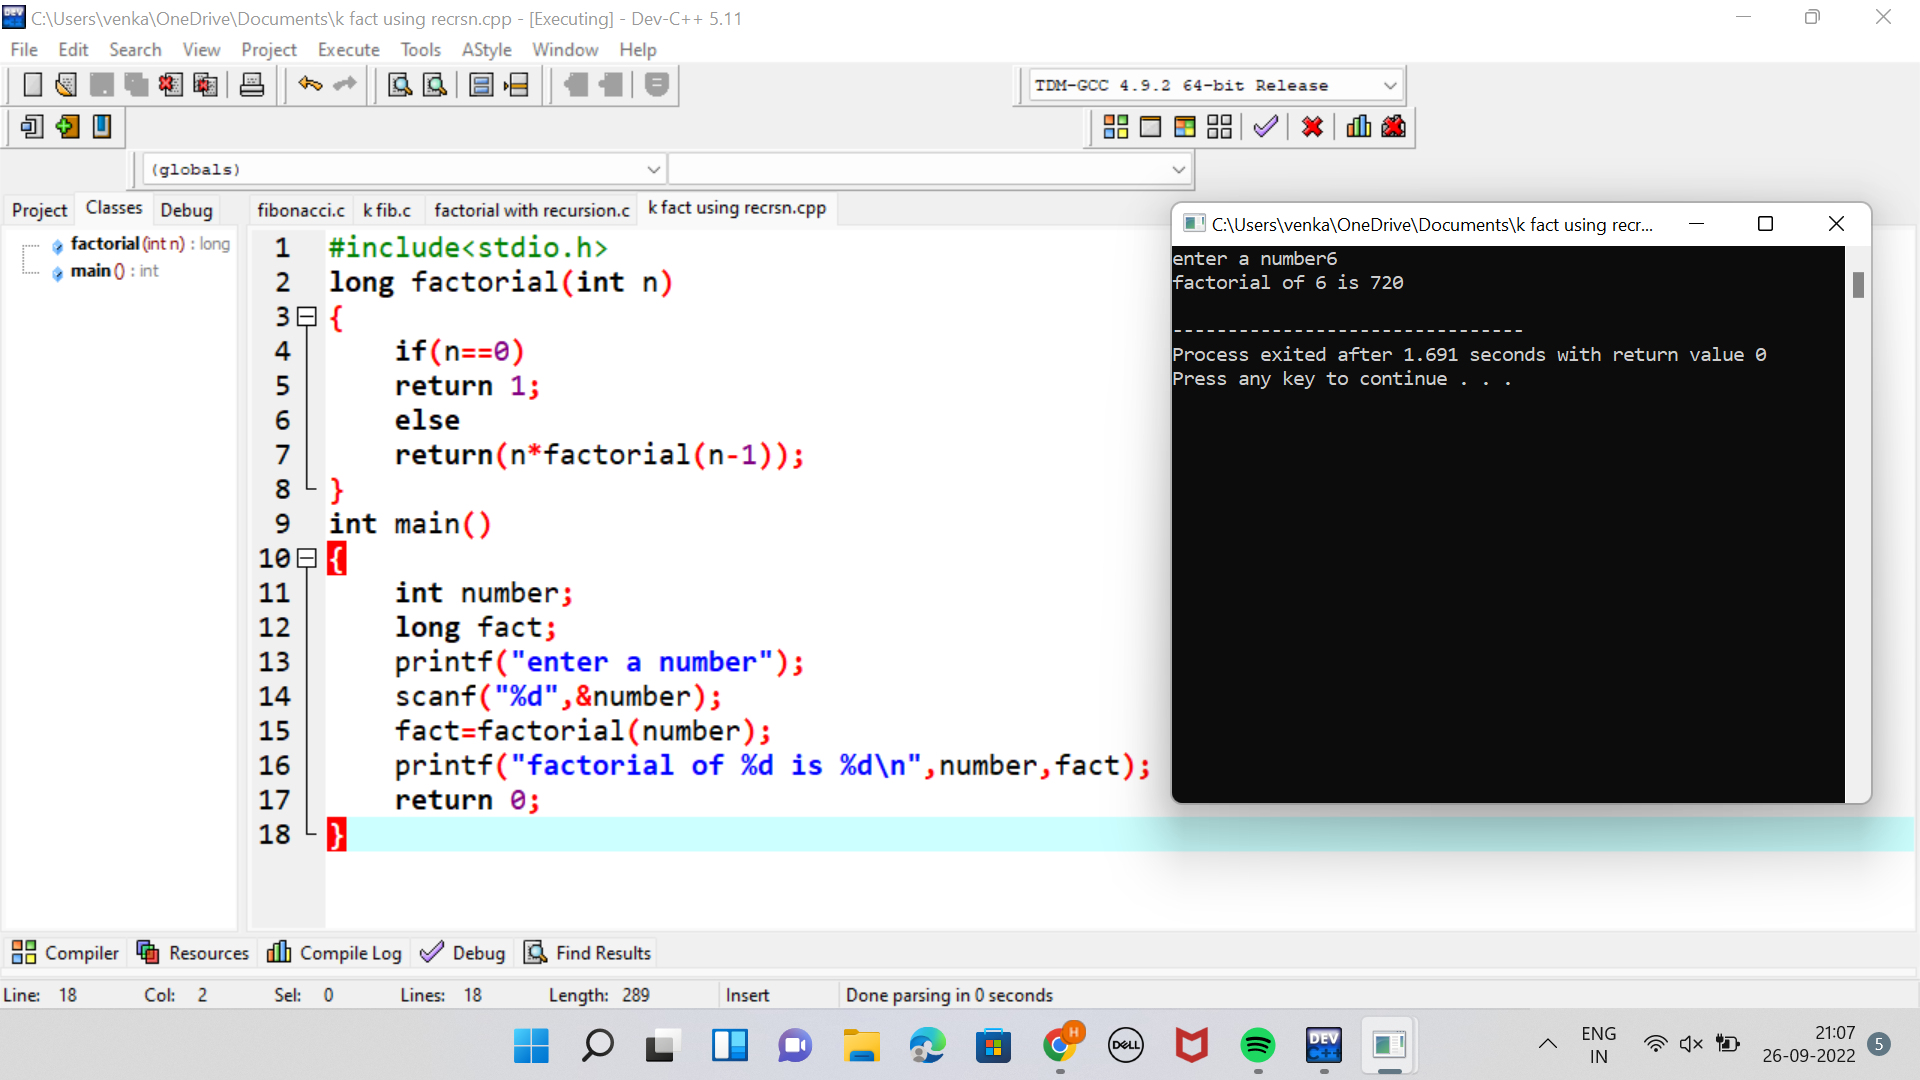 C:\Users\venka\OneDrive\Documents\k fact using recrsn.cpp - [Executing] - Dev-C++ 5.11
File Edit Search View Project Execute Tools AStyle Window Help
TDM-GCC 4.9.2 64-bit Release
(globals)
Project Classes Debug
fibonacci.c k fib.c factorial with recursion.c k fact using recrsn.cpp
factorial (int n) : long
main () : int
1 #include<stdio.h>
2 long factorial(int n)
3 {
4 if(n==0)
5 return 1;
6 else
7 return(n*factorial(n-1));
8 }
9 int main()
10 {
11 int number;
12 long fact;
13 printf("enter a number");
14 scanf("%d",&number);
15 fact=factorial(number);
16 printf("factorial of %d is %d\n",number,fact);
17 return 0;
18 }
C:\Users\venka\OneDrive\Documents\k fact using recr...
enter a number6
factorial of 6 is 720
--------------------------------
Process exited after 1.691 seconds with return value 0
Press any key to continue . . .
Compiler Resources Compile Log Debug Find Results
Line: 18 Col: 2 Sel: 0 Lines: 18 Length: 289 Insert Done parsing in 0 seconds
H
DELL
DEV
C++
ENG
IN
21:07
26-09-2022
5